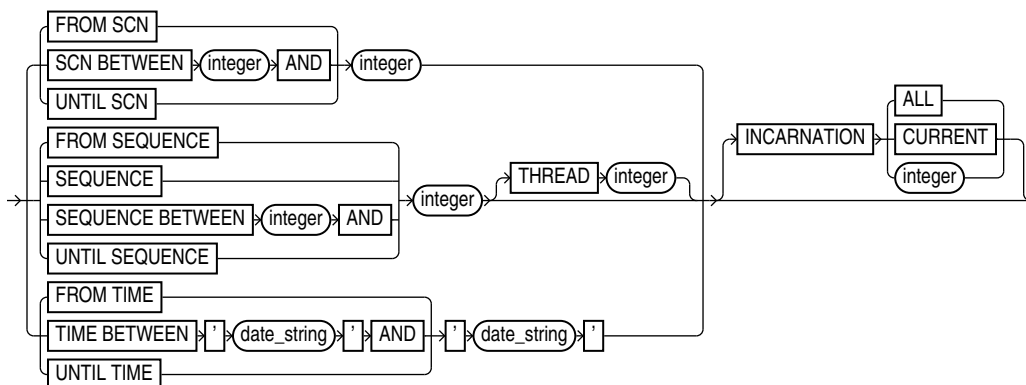 FROM SCN
SCN BETWEEN integer AND integer
UNTIL SCN
FROM SEQUENCE
SEQUENCE
SEQUENCE BETWEEN integer AND integer THREAD integer
UNTIL SEQUENCE
FROM TIME
TIME BETWEEN ' date_string ' AND ' date_string '
UNTIL TIME
INCARNATION
ALL
CURRENT
integer